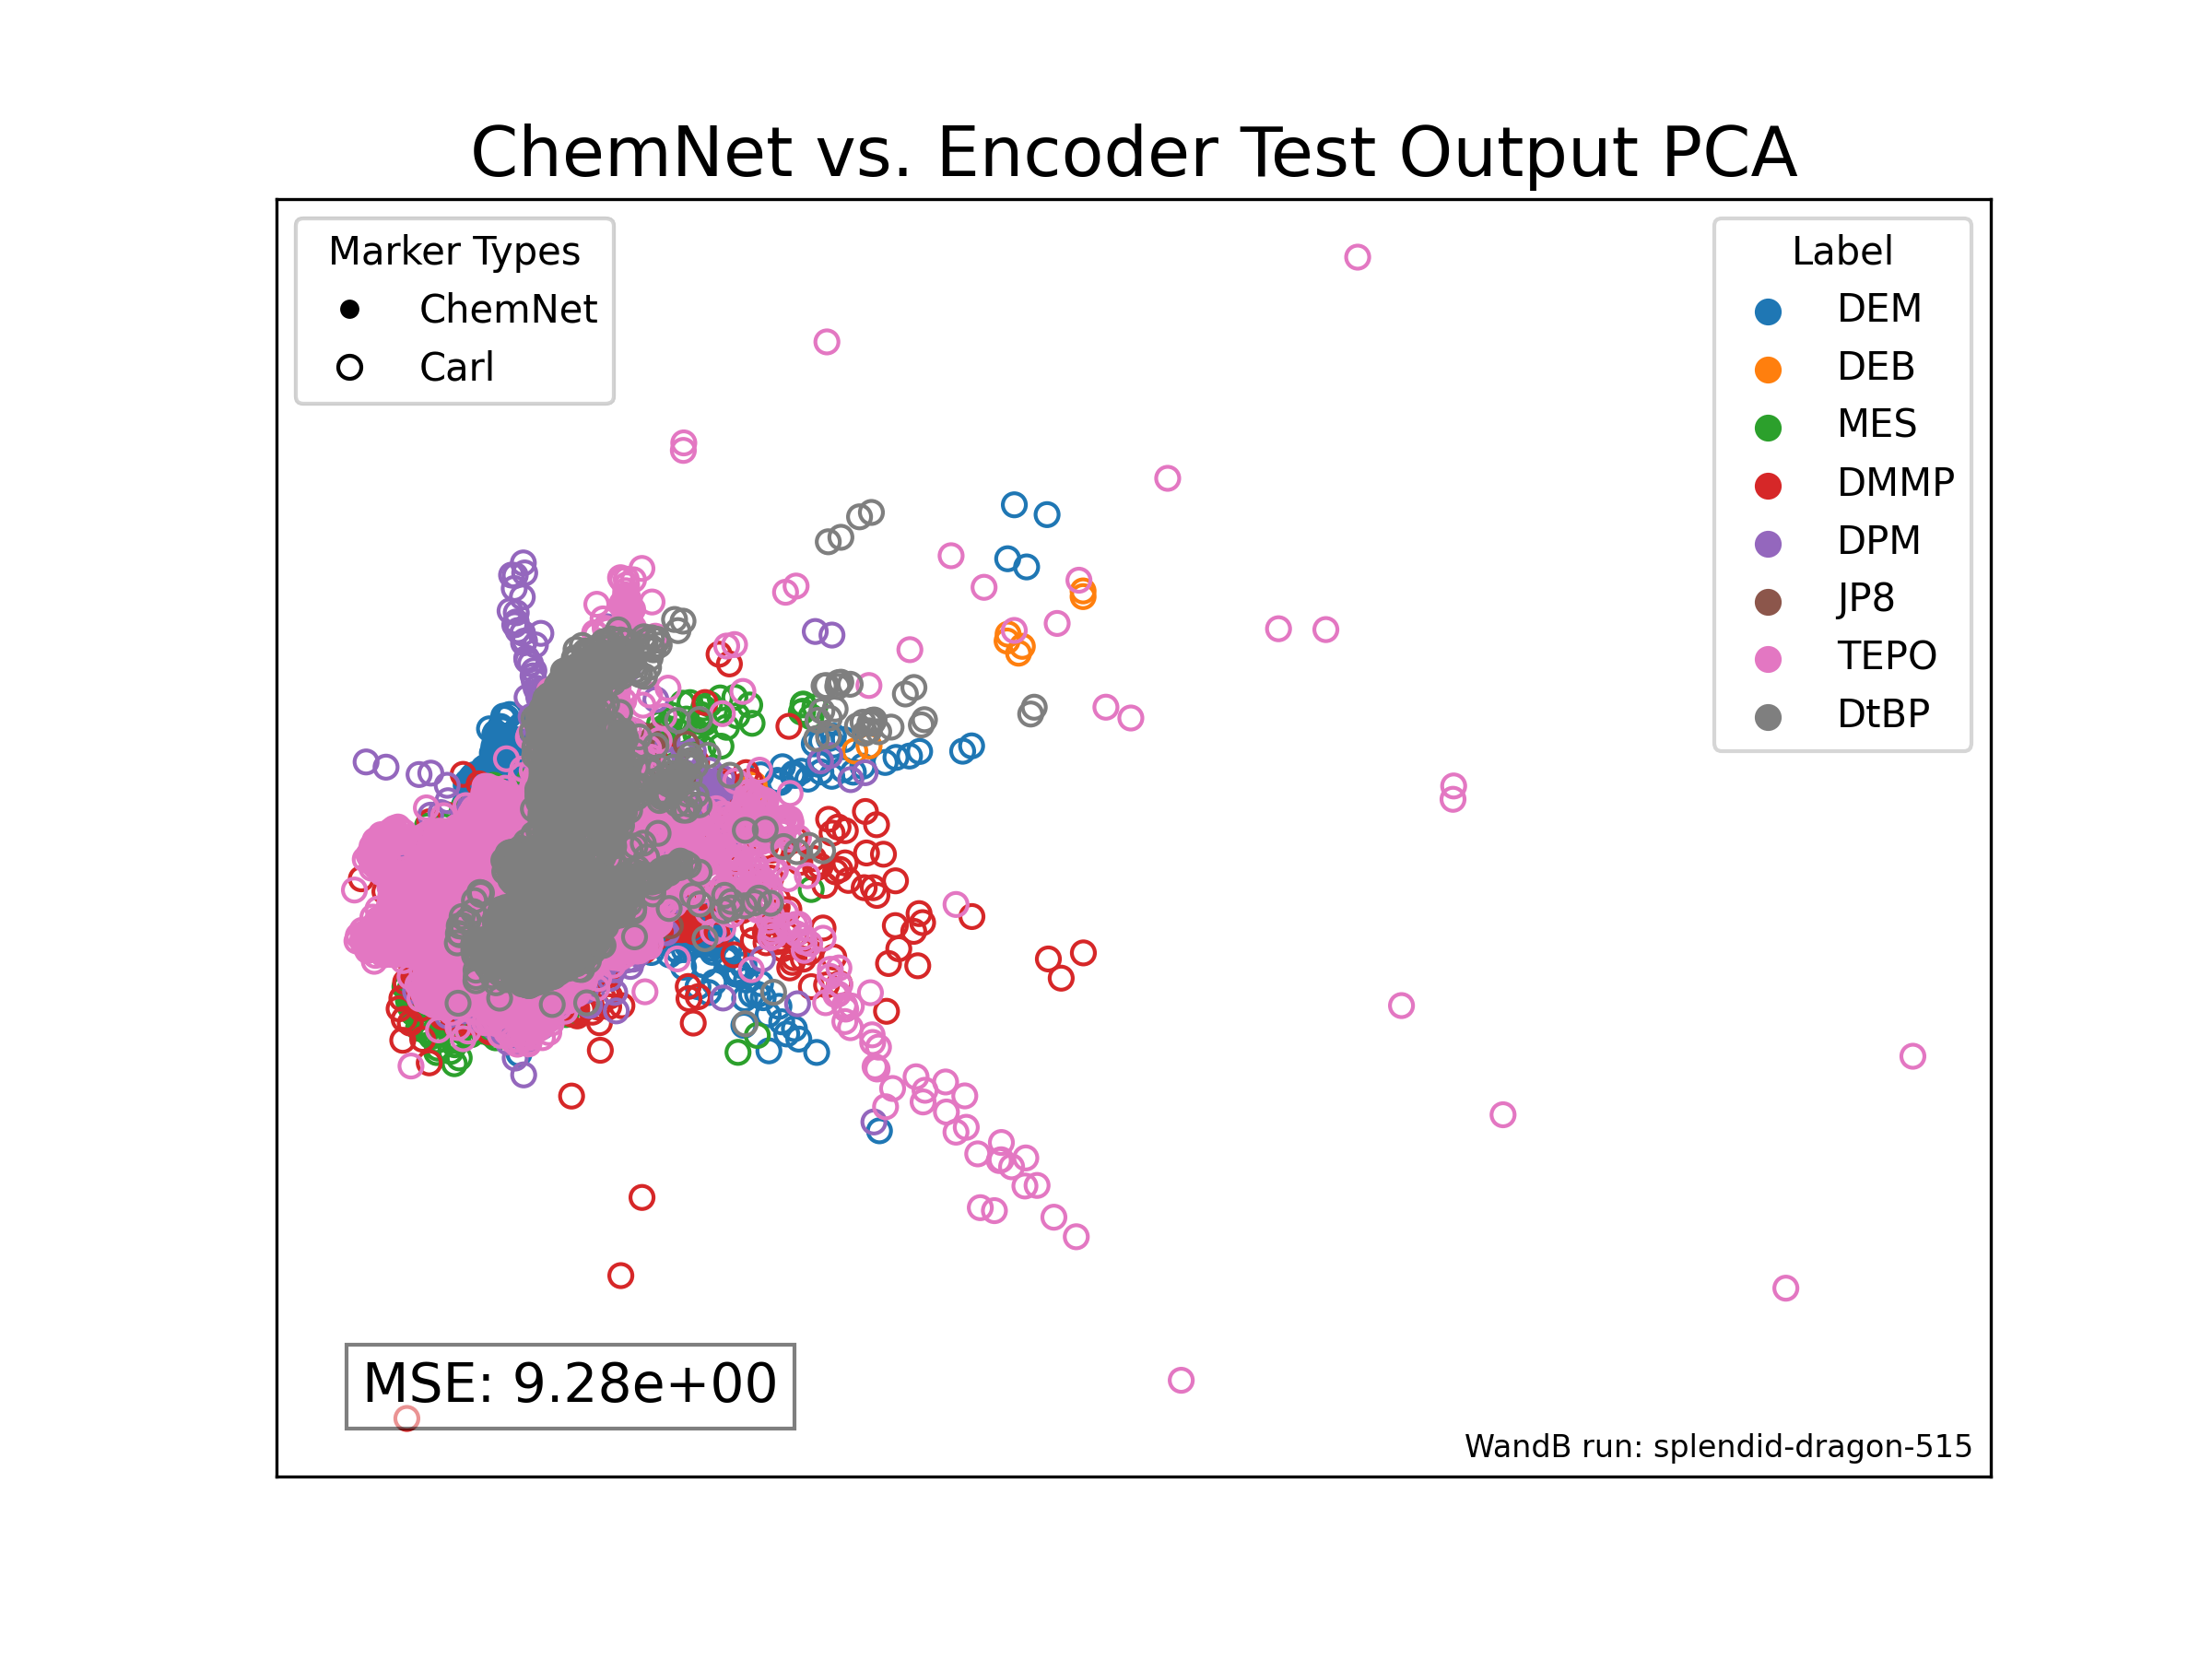 ChemNet vs. Encoder Test Output PCA
Marker Types
ChemNet
Carl
Label
DEM
DEB
MES
DMMP
DPM
JP8
TEPO
DtBP
MSE: 9.28e+00
WandB run: splendid-dragon-515